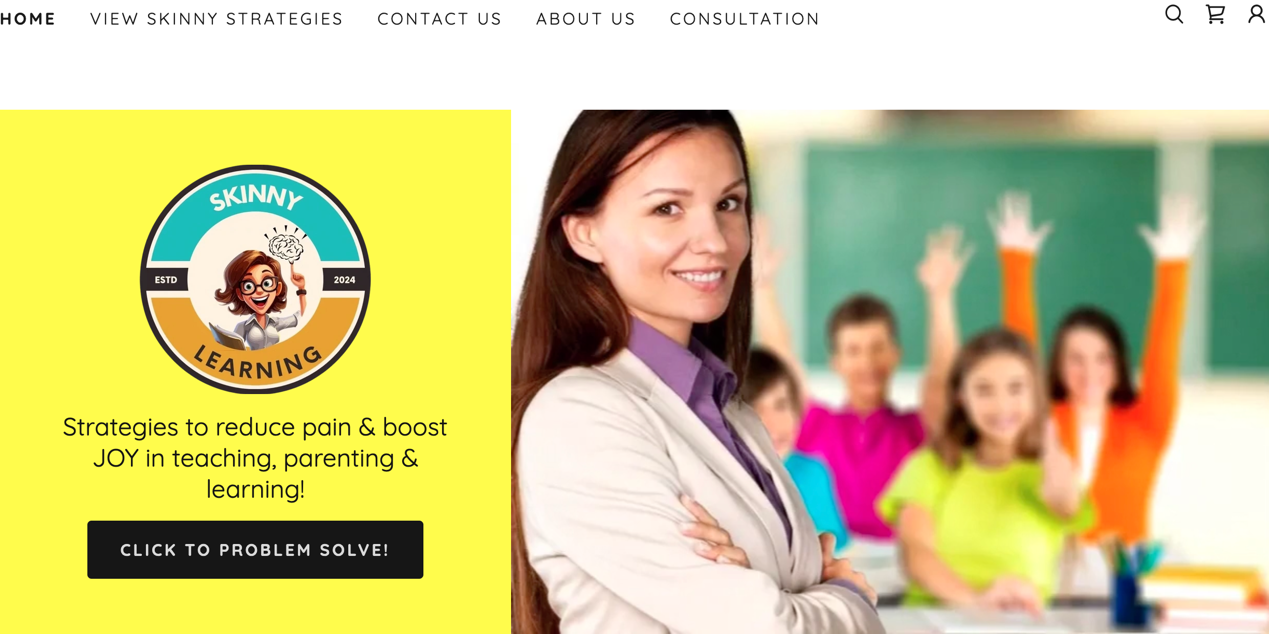 HOME VIEW SKINNY STRATEGIES CONTACT US ABOUT US CONSULTATION
SKINNY
ESTD 2024
LEARNING
Strategies to reduce pain & boost
JOY in teaching, parenting &
learning!
CLICK TO PROBLEM SOLVE!